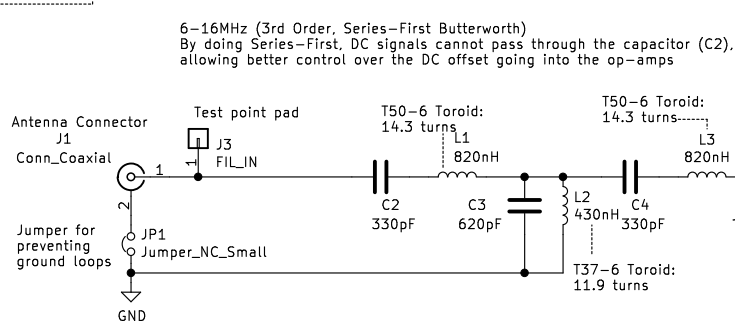 6-16MHz (3rd Order, Series-First Butterworth)
By doing Series-First, DC signals cannot pass through the capacitor (C2),
allowing better control over the DC offset going into the op-amps
Antenna Connector
J1
Conn_Coaxial
1
2
Test point pad
J3
1
FIL_IN
T50-6 Toroid:
14.3 turns
L1
820nH
C2
330pF
T50-6 Toroid:
14.3 turns
L3
820nH
C3
620pF
L2
430nH
C4
330pF
T37-6 Toroid:
11.9 turns
Jumper for
preventing
ground loops
JP1
Jumper_NC_Small
GND